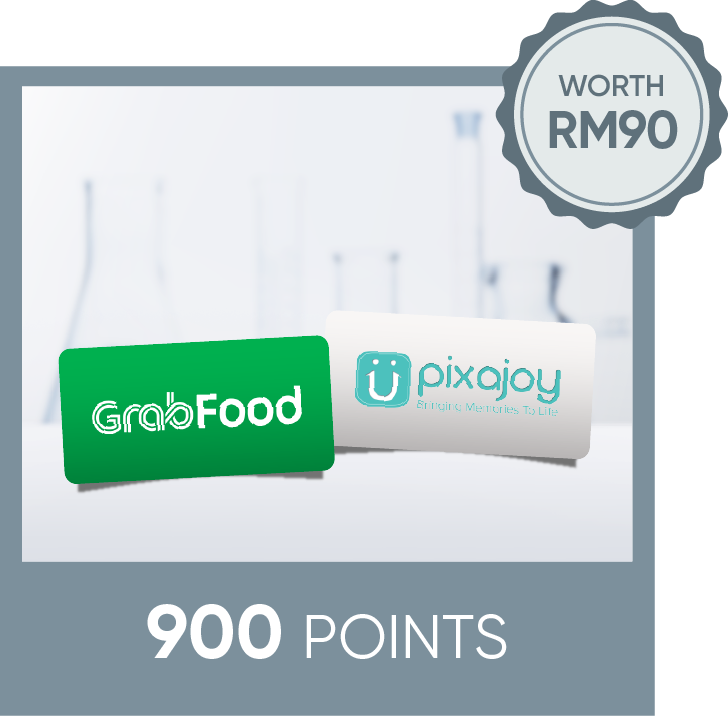 WORTH
RM90
GrabFood
pixajoy
Bringing Memories To Life
900 POINTS